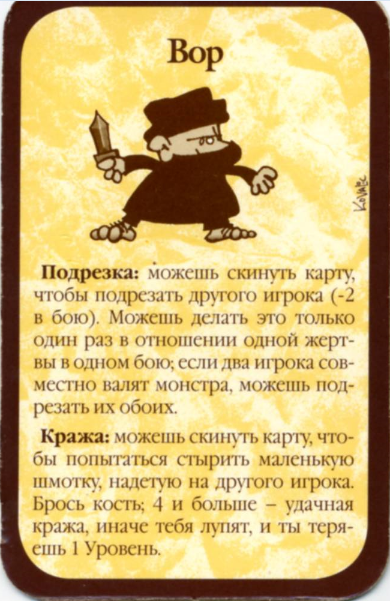 Вор
Kovalic
Подрезка: можешь скинуть карту,
чтобы подрезать другого игрока (-2
в бою). Можешь делать это только
один раз в отношении одной жерт-
вы в одном бою; если два игрока сов-
местно валят монстра, можешь под-
резать их обоих.
Кража: можешь скинуть карту, что-
бы попытаться стырить маленькую
шмотку, надетую на другого игрока.
Брось кость; 4 и больше – удачная
кража, иначе тебя лупят, и ты теря-
ешь 1 Уровень.